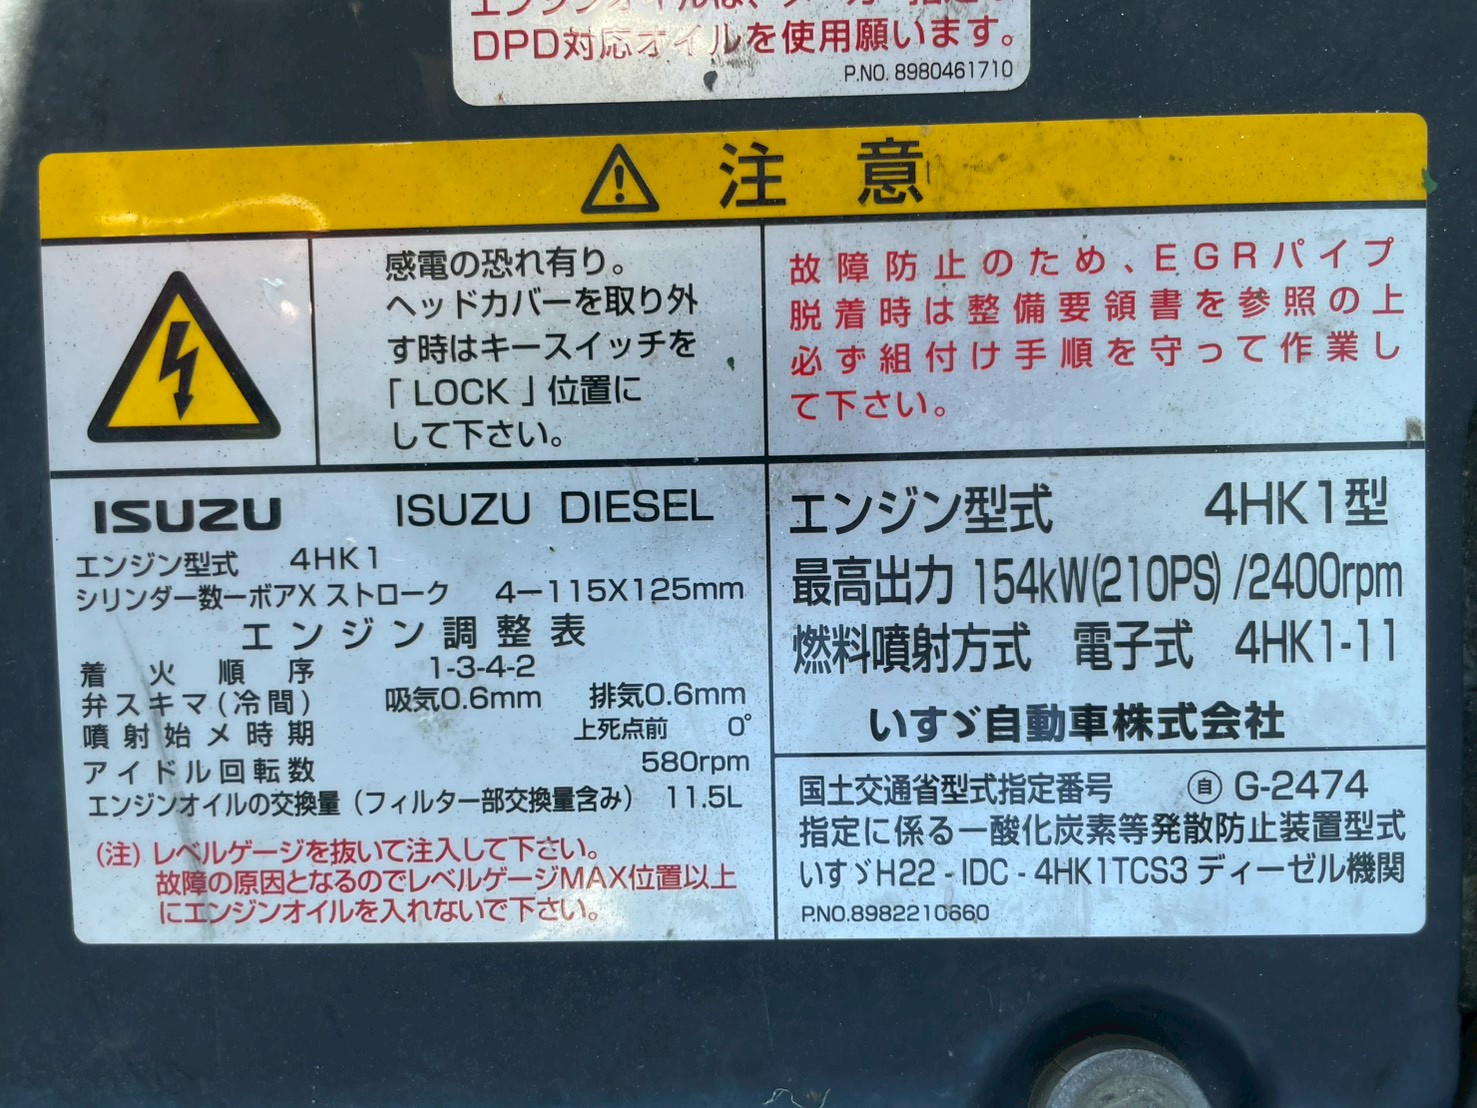 DPD対応オイルを使用願います。
P.NO. 8980461710
注意
感電の恐れ有り。
ヘッドカバーを取り外
す時はキースイッチを
「LOCK」位置に
して下さい。
故障防止のため、EGRパイプ
脱着時は整備要領書を参照の上
必ず組付け手順を守って作業し
て下さい。
ISUZU ISUZU DIESEL
エンジン型式 4HK1
シリンダー数ーボアX ストローク 4ー115X125mm
エンジン調整表
着火順序 1-3-4-2
弁スキマ(冷間) 吸気0.6mm 排気0.6mm
噴射始メ時期 上死点前 0°
アイドル回転数 580rpm
エンジンオイルの交換量（フィルター部交換量含み） 11.5L
(注) レベルゲージを抜いて注入して下さい。
故障の原因となるのでレベルゲージMAX位置以上
にエンジンオイルを入れないで下さい。
エンジン型式 4HK1型
最高出力 154kW(210PS) /2400rpm
燃料噴射方式 電子式 4HK1-11
いすゞ自動車株式会社
国土交通省型式指定番号 自 G-2474
指定に係る一酸化炭素等発散防止装置型式
いすゞH22 - IDC - 4HK1TCS3 ディーゼル機関
P.NO.8982210660